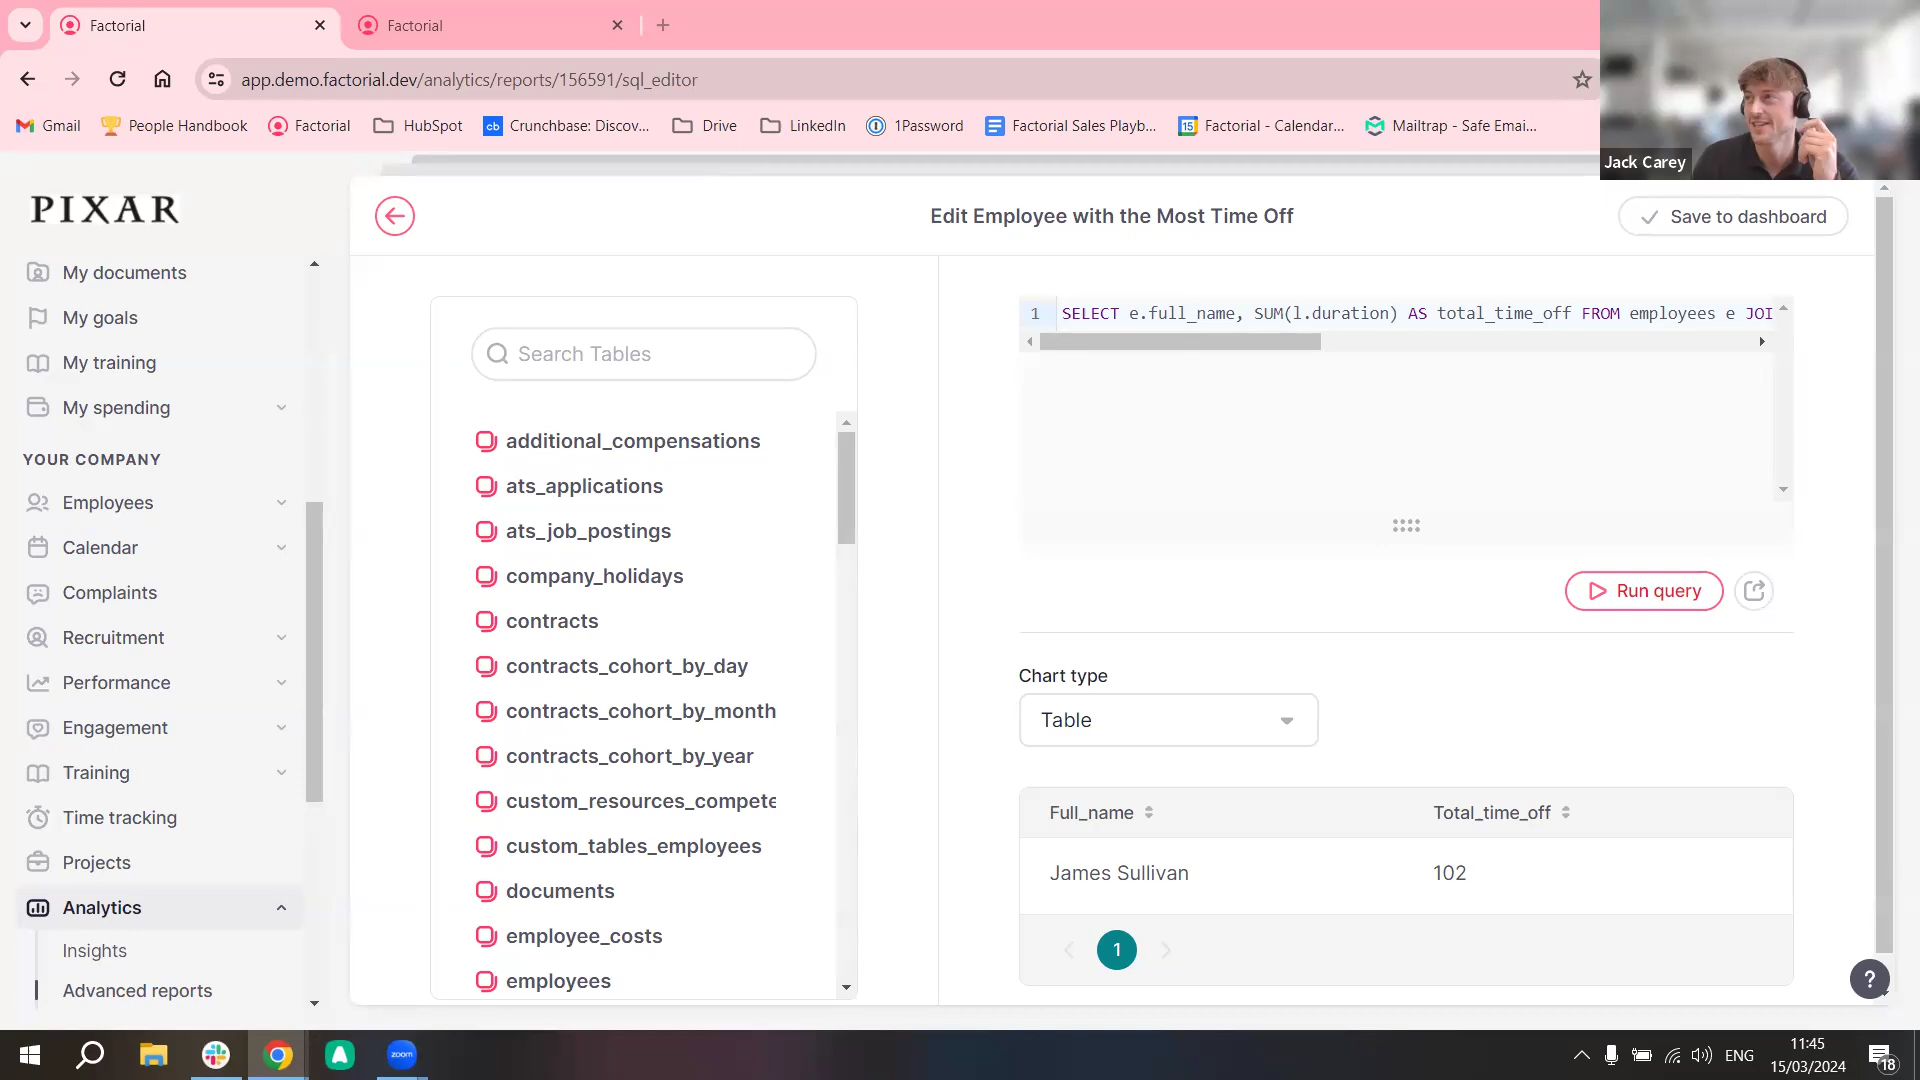 Factorial
Factorial
app.demo.factorial.dev/analytics/reports/156591/sql_editor
Gmail
People Handbook
Factorial
HubSpot
cb
Crunchbase: Discov...
Drive
LinkedIn
1Password
Factorial Sales Playb...
15
Factorial - Calendar...
Mailtrap - Safe Emai...
Jack Carey
PIXAR
My documents
My goals
My training
My spending
YOUR COMPANY
Employees
Calendar
Complaints
Recruitment
Performance
Engagement
Training
Time tracking
Projects
Analytics
Insights
Advanced reports
Edit Employee with the Most Time Off
Save to dashboard
Search Tables
additional_compensations
ats_applications
ats_job_postings
company_holidays
contracts
contracts_cohort_by_day
contracts_cohort_by_month
contracts_cohort_by_year
custom_resources_compete
custom_tables_employees
documents
employee_costs
employees
1 SELECT e.full_name, SUM(l.duration) AS total_time_off FROM employees e JOI
Run query
Chart type
Table
Full_name Total_time_off
James Sullivan 102
1
?
zoom
ENG
11:45
15/03/2024
18